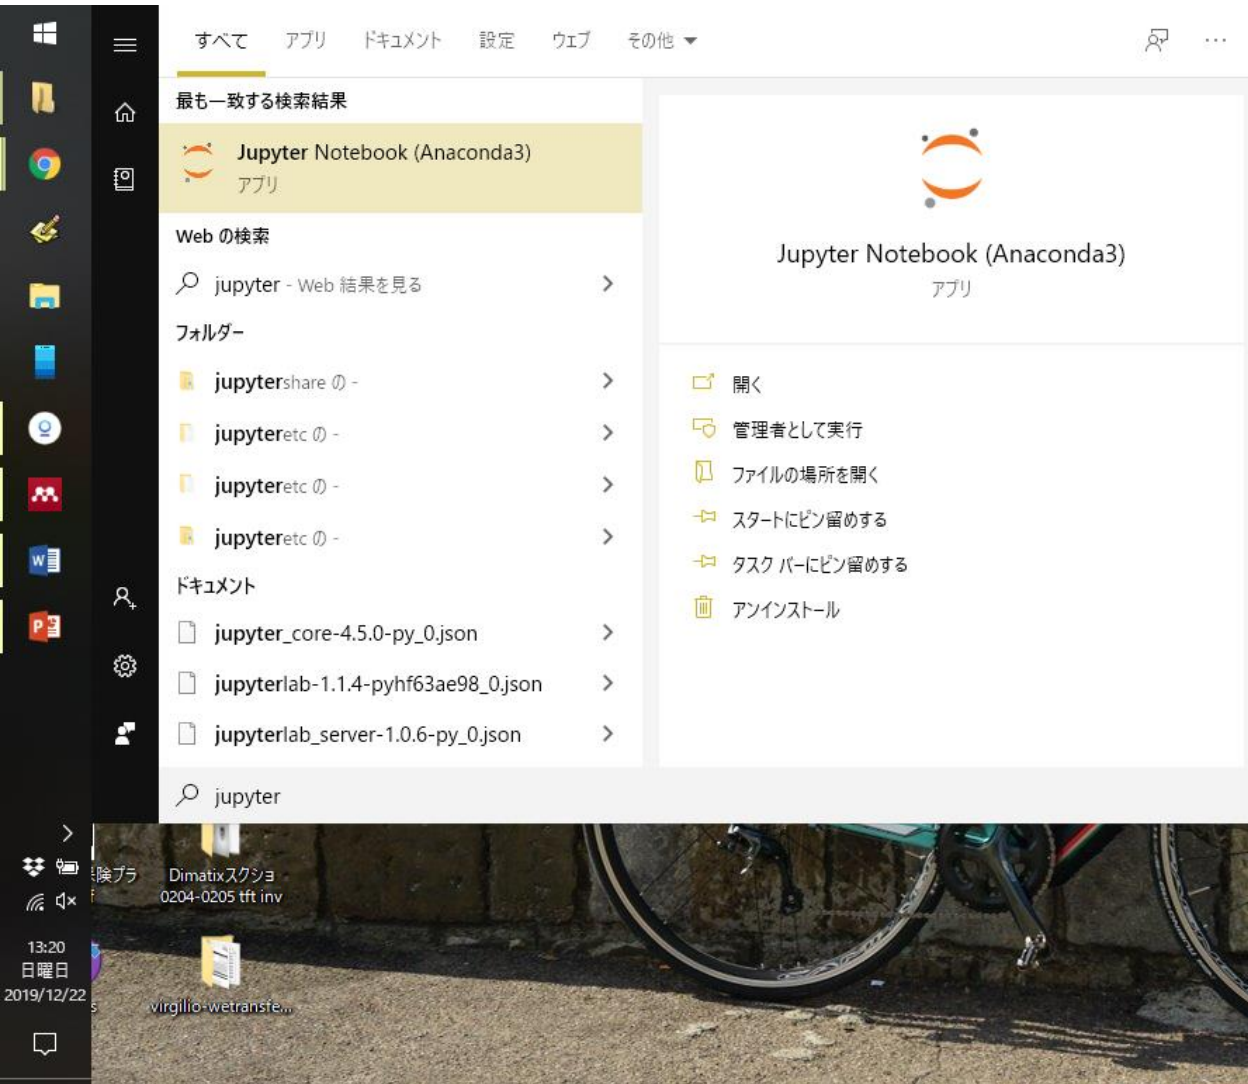 すべて
アプリ
ドキュメント
設定
ウェブ
その他
最も一致する検索結果
Jupyter Notebook (Anaconda3)
アプリ
Web の検索
jupyter - Web 結果を見る
フォルダー
jupytershare の -
jupyteretc の -
jupyteretc の -
jupyteretc の -
ドキュメント
jupyter_core-4.5.0-py_0.json
jupyterlab-1.1.4-pyhf63ae98_0.json
jupyterlab_server-1.0.6-py_0.json
jupyter
Jupyter Notebook (Anaconda3)
アプリ
開く
管理者として実行
ファイルの場所を開く
スタートにピン留めする
タスク バーにピン留めする
アンインストール
険プラ
f
Dimatixスクショ
0204-0205 tft inv
s
virgilio-wetransfe...
13:20
日曜日
2019/12/22